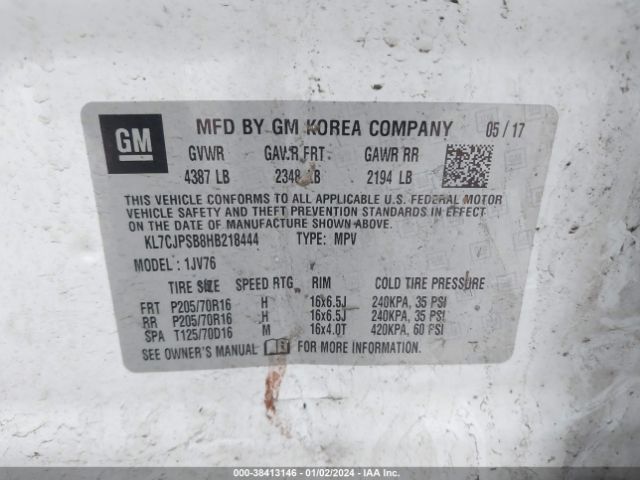 GM
MFD BY GM KOREA COMPANY 05/17
GVWR GAWR FRT GAWR RR
4387 LB 2348 LB 2194 LB
THIS VEHICLE CONFORMS TO ALL APPLICABLE U.S. FEDERAL MOTOR
VEHICLE SAFETY AND THEFT PREVENTION STANDARDS IN EFFECT
ON THE DATE OF MANUFACTURE SHOWN ABOVE.
KL7CJPSB8HB218444 TYPE: MPV
MODEL: 1JV76
TIRE SIZE SPEED RTG RIM COLD TIRE PRESSURE
FRT P205/70R16 H 16x6.5J 240KPA, 35 PSI
RR P205/70R16 H 16x6.5J 240KPA, 35 PSI
SPA T125/70D16 M 16x4.0T 420KPA, 60 PSI
SEE OWNER'S MANUAL FOR MORE INFORMATION.
000-38413146 - 01/02/2024 - IAA Inc.